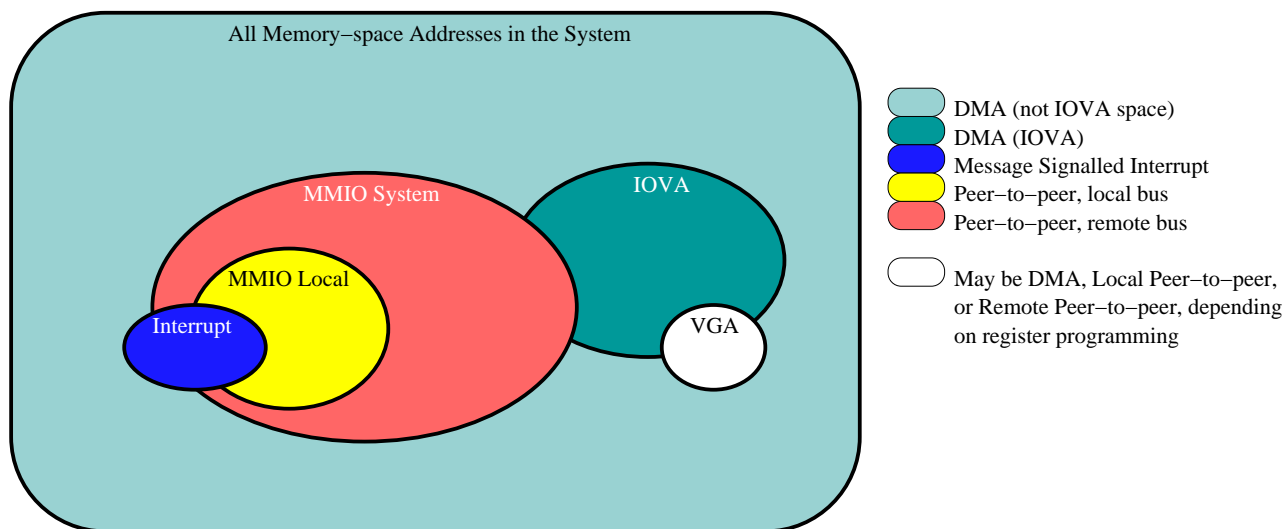 All Memory−space Addresses in the System
MMIO System
IOVA
MMIO Local
Interrupt
VGA
DMA (not IOVA space)
DMA (IOVA)
Message Signalled Interrupt
Peer−to−peer, local bus
Peer−to−peer, remote bus
May be DMA, Local Peer−to−peer,
or Remote Peer−to−peer, depending
on register programming